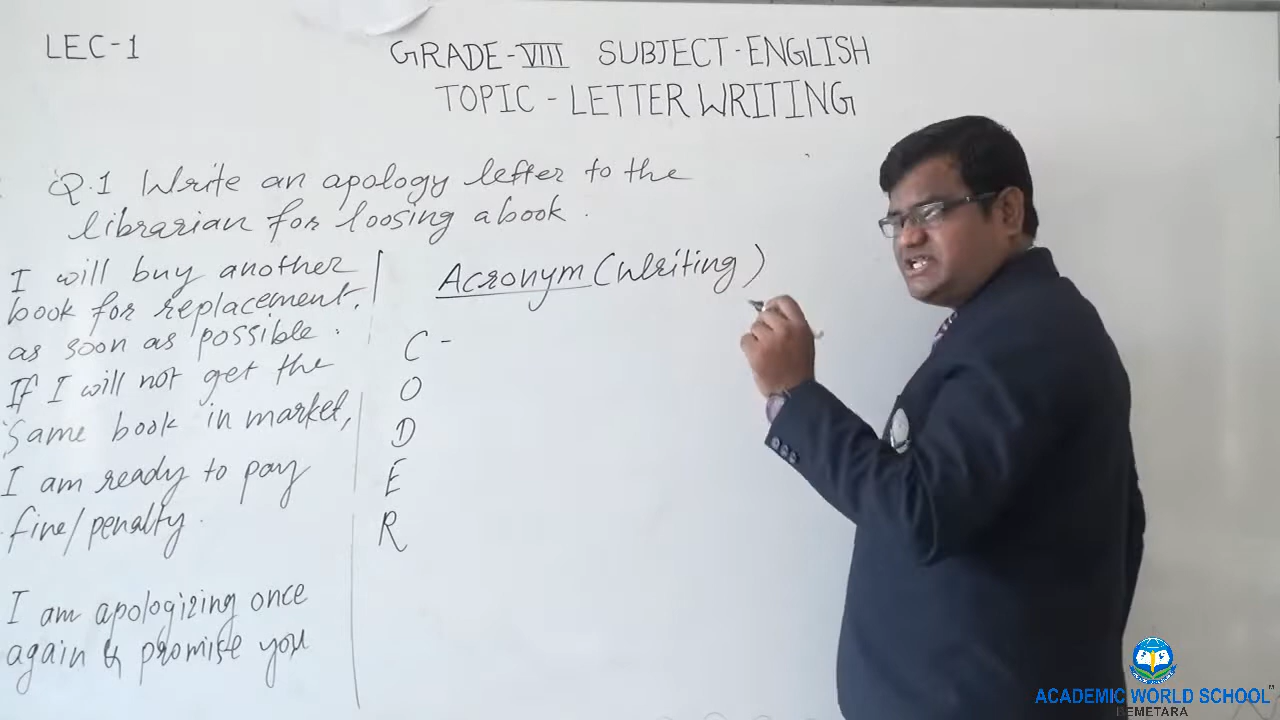 LEC-1
GRADE-VIII SUBJECT-ENGLISH
TOPIC - LETTER WRITING
Q.1 Write an apology letter to the
librarian for loosing a book.
I will buy another
book for replacement.
as soon as possible.
If I will not get the
same book in market,
I am ready to pay
fine/penalty.
I am apologizing once
again & promise you
Acronym (Writing)
C -
O
D
E
R
ACADEMIC WORLD SCHOOL
BEMETARA